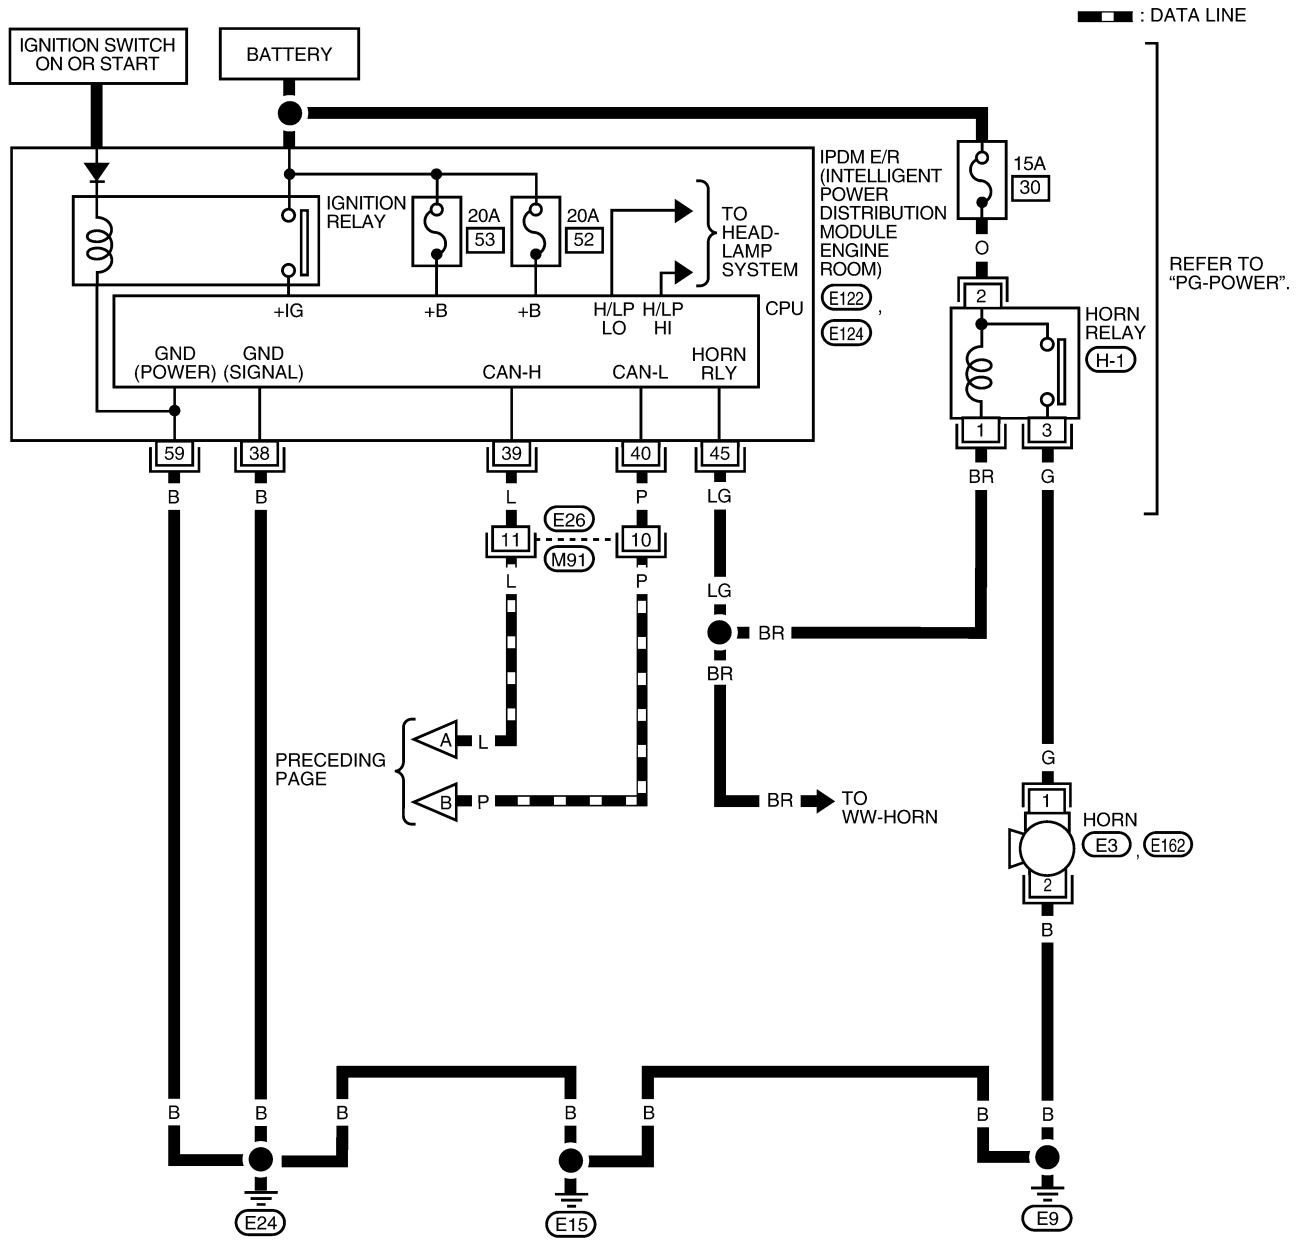 : DATA LINE
IGNITION SWITCH
ON OR START
BATTERY
15A
30
O
2
HORN
RELAY
H-1
1
3
BR
G
REFER TO
“PG-POWER”.
IPDM E/R
(INTELLIGENT
POWER
DISTRIBUTION
MODULE
ENGINE
ROOM)
E122 ,
E124
IGNITION
RELAY
20A
53
20A
52
TO
HEAD-
LAMP
SYSTEM
+IG
+B
+B
H/LP
LO
H/LP
HI
CPU
GND
(POWER)
GND
(SIGNAL)
CAN-H
CAN-L
HORN
RLY
59
38
39
40
45
B
B
L
P
LG
11
E26
M91
10
L
P
LG
BR
BR
PRECEDING
PAGE
A
L
B
P
BR
TO
WW-HORN
G
1
HORN
E3 , E162
2
B
B
B
B
B
B
B
B
E24
E15
E9